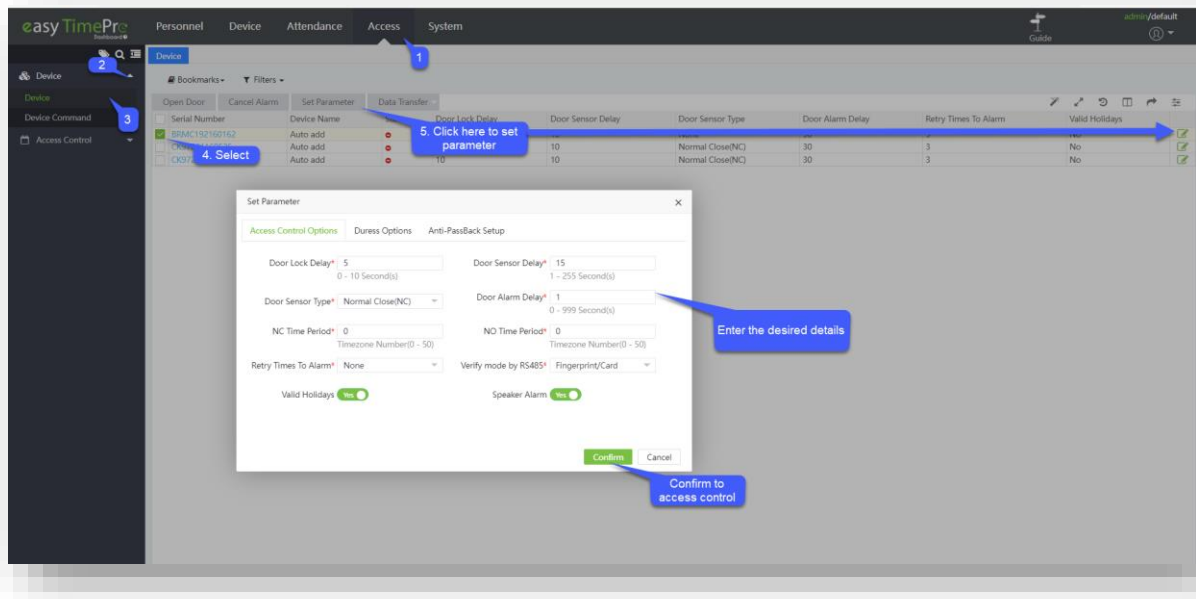 easy TimePro
Personnel Device Attendance Access System
Guide
admin/default
1
2
Device
Device
Bookmarks Filters
Device
3
Device Command
Access Control
Open Door Cancel Alarm Set Parameter Data Transfer
Serial Number Device Name Door Lock Delay Door Sensor Delay Door Sensor Type Door Alarm Delay Retry Times To Alarm Valid Holidays
BRMC192160162 Auto add
Auto add 10 Normal Close(NC) 30 3 No
Auto add 10 10 Normal Close(NC) 30 3 No
4. Select
5. Click here to set
parameter
Set Parameter
Access Control Options Duress Options Anti-PassBack Setup
Door Lock Delay* 5 Door Sensor Delay* 15
0 - 10 Second(s) 1 - 255 Second(s)
Door Sensor Type* Normal Close(NC) Door Alarm Delay* 1
0 - 999 Second(s)
Enter the desired details
NC Time Period* 0 NO Time Period* 0
Timezone Number(0 - 50) Timezone Number(0 - 50)
Retry Times To Alarm* None Verify mode by RS485* Fingerprint/Card
Valid Holidays Yes Speaker Alarm Yes
Confirm Cancel
Confirm to
access control